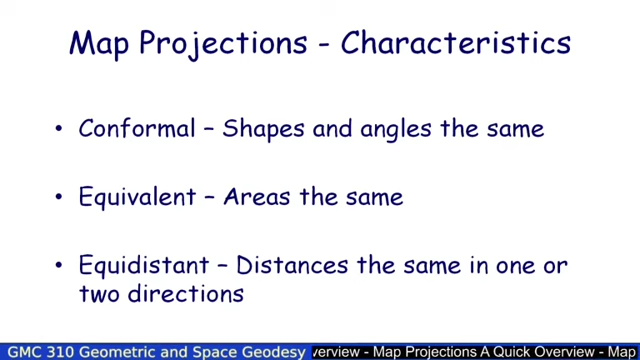 Map Projections - Characteristics
• Conformal – Shapes and angles the same
• Equivalent – Areas the same
• Equidistant – Distances the same in one or
two directions
GMC 310 Geometric and Space Geodesy verview - Map Projections A Quick Overview - Map